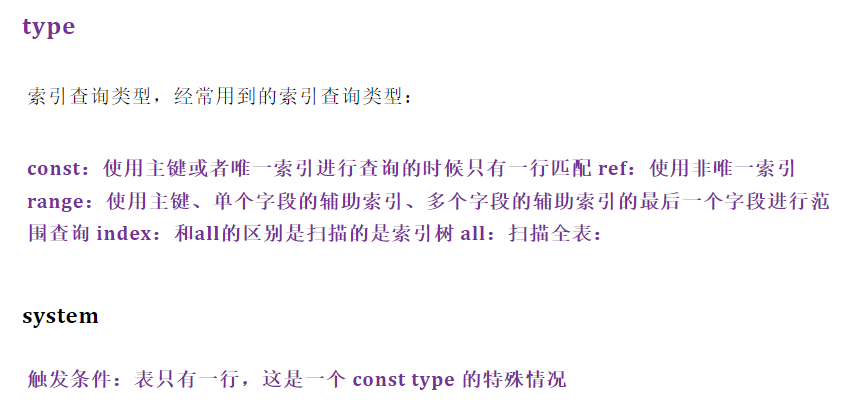 type
索引查询类型，经常用到的索引查询类型：
const：使用主键或者唯一索引进行查询的时候只有一行匹配 ref：使用非唯一索引
range：使用主键、单个字段的辅助索引、多个字段的辅助索引的最后一个字段进行范
围查询 index：和all的区别是扫描的是索引树 all：扫描全表：
system
触发条件：表只有一行，这是一个 const type 的特殊情况